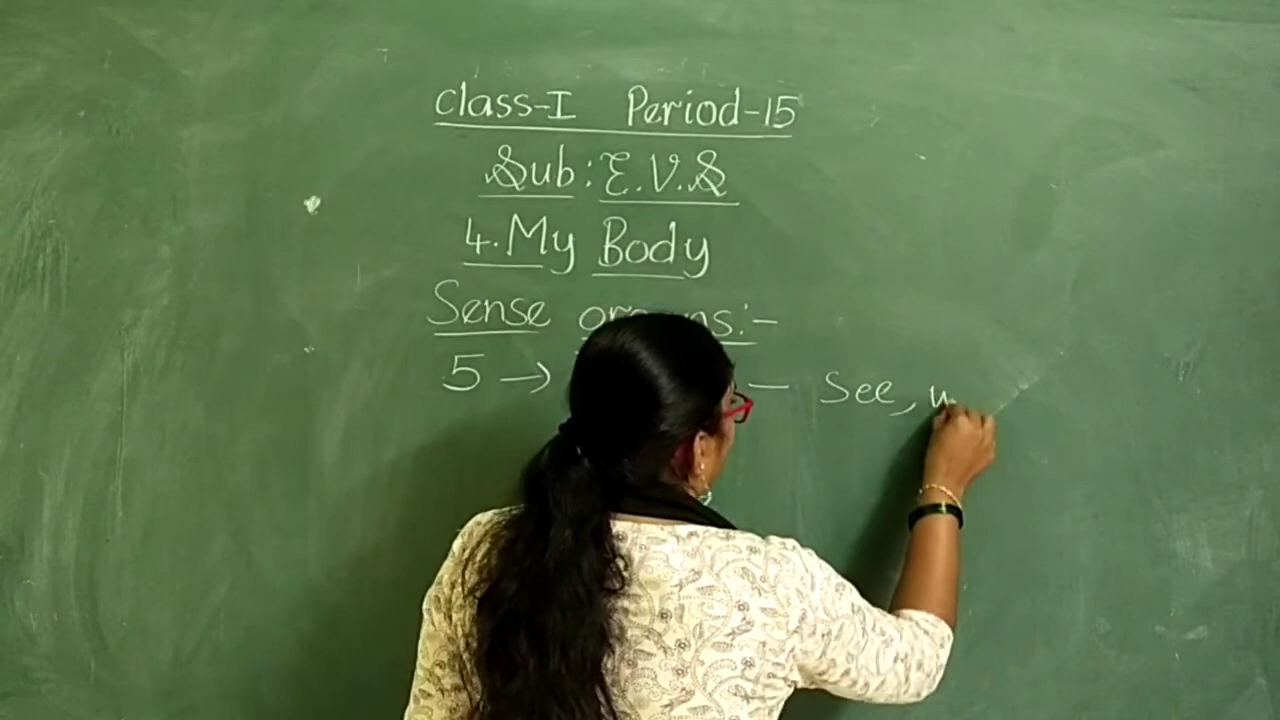 Class-I Period-15
Sub: E.V.S
4. My Body
Sense :-
5 → — See,